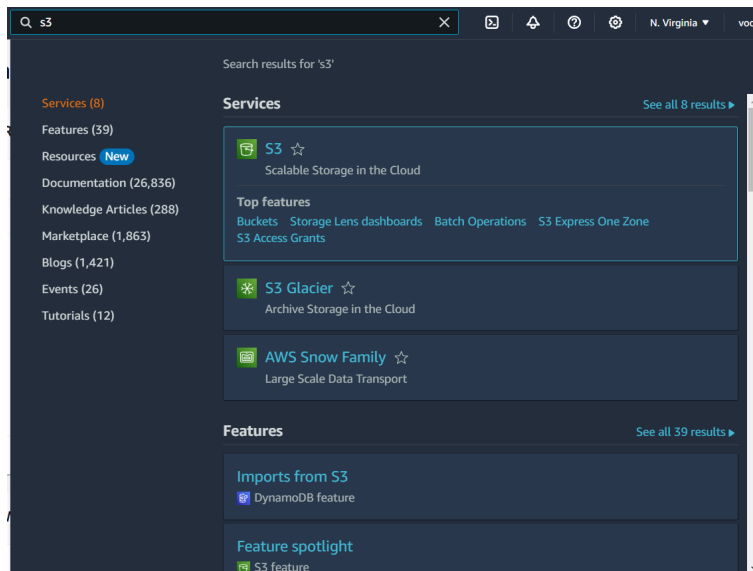 s3
N. Virginia
voc
Search results for 's3'
Services (8)
Features (39)
Resources New
Documentation (26,836)
Knowledge Articles (288)
Marketplace (1,863)
Blogs (1,421)
Events (26)
Tutorials (12)
Services
See all 8 results
S3
Scalable Storage in the Cloud
Top features
Buckets Storage Lens dashboards Batch Operations S3 Express One Zone
S3 Access Grants
S3 Glacier
Archive Storage in the Cloud
AWS Snow Family
Large Scale Data Transport
Features
See all 39 results
Imports from S3
DynamoDB feature
Feature spotlight
S3 feature